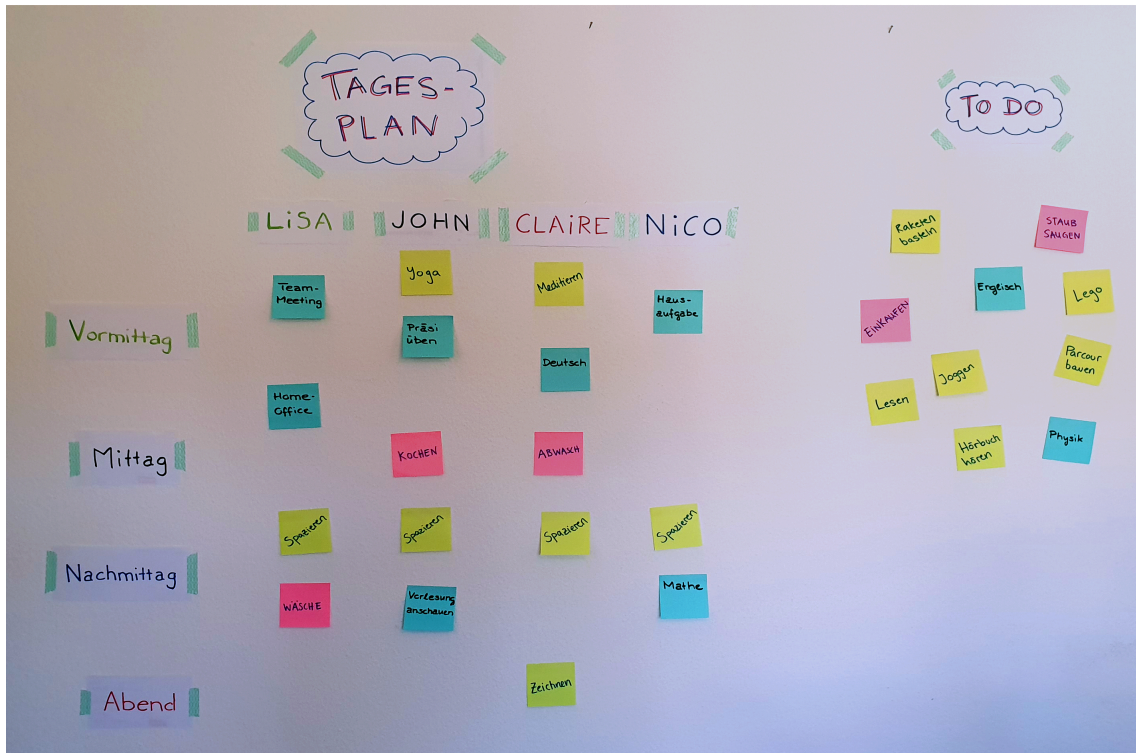 TAGES-
PLAN
TO DO
LiSA
JOHN
CLAiRE
NiCO
Vormittag
Team-
Meeting
Yoga
Präsi
üben
Meditieren
Deutsch
Haus-
aufgabe
Home-
Office
Mittag
KOCHEN
ABWASCH
Nachmittag
Spazieren
Spazieren
Spazieren
Spazieren
WÄSCHE
Vorlesung
anschauen
Mathe
Abend
Zeichnen
Raketen
basteln
STAUB
SAUGEN
Englisch
Lego
EINKAUFEN
Parcour
bauen
Joggen
Lesen
Hörbuch
hören
Physik